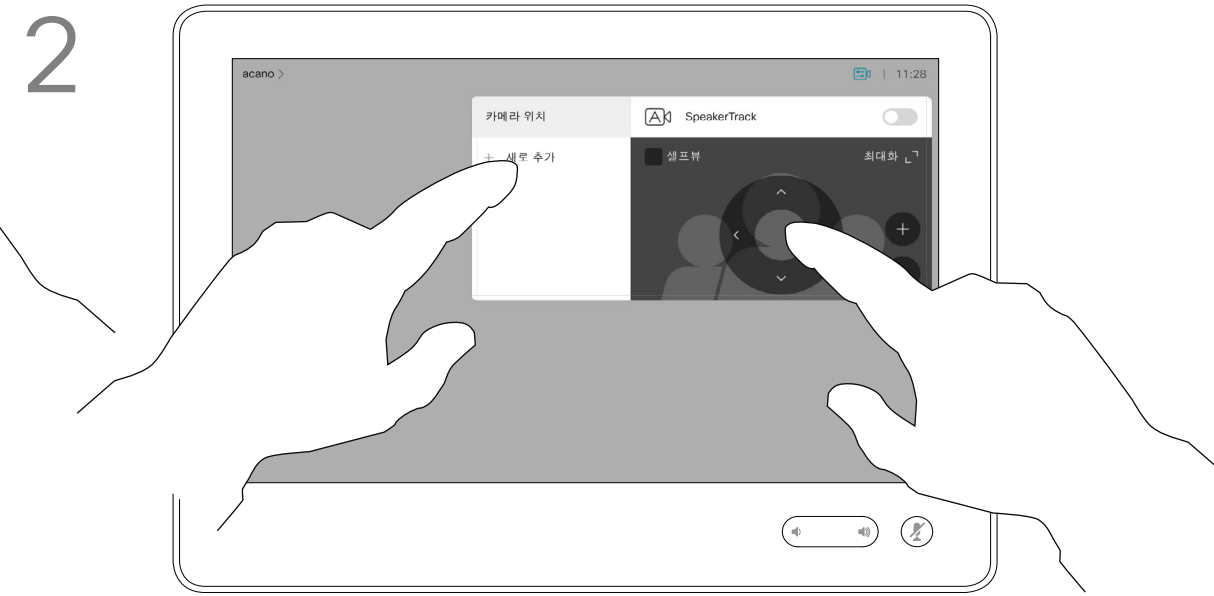 2
acano >
11:28
카메라 위치
SpeakerTrack
+ 새로 추가
셀프뷰
최대화